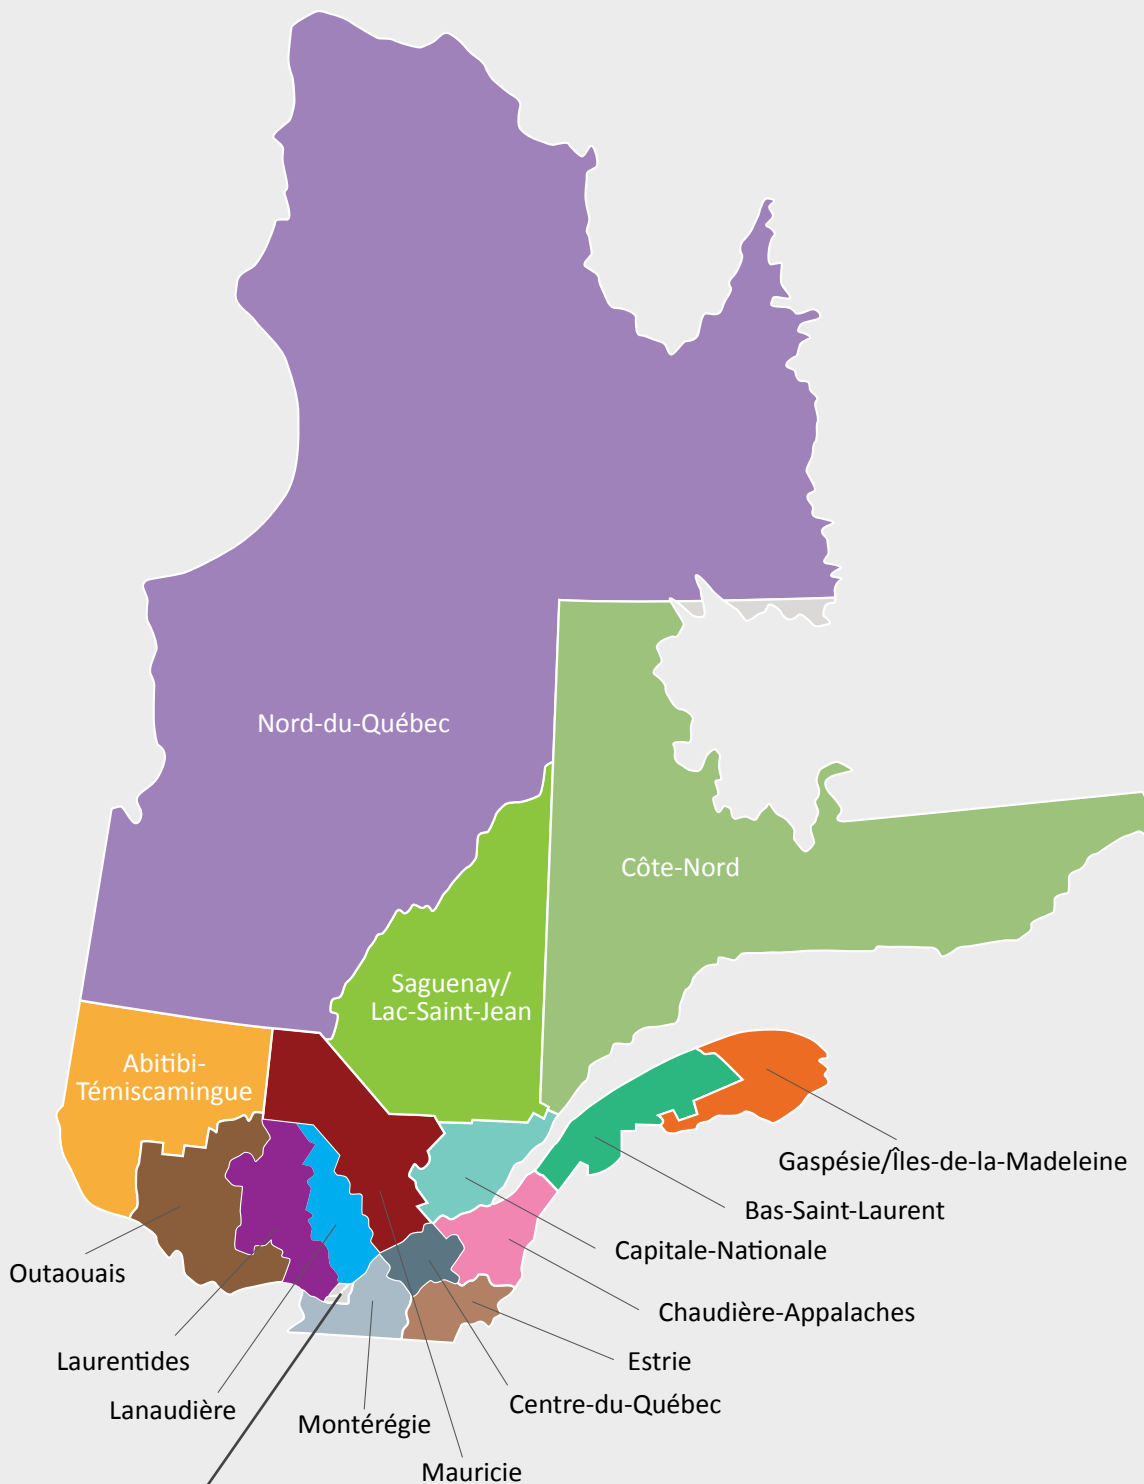 Nord-du-Québec
Côte-Nord
Saguenay/
Lac-Saint-Jean
Abitibi-
Témiscamingue
Gaspésie/Îles-de-la-Madeleine
Bas-Saint-Laurent
Capitale-Nationale
Outaouais
Chaudière-Appalaches
Laurentides
Estrie
Lanaudière
Centre-du-Québec
Montérégie
Mauricie